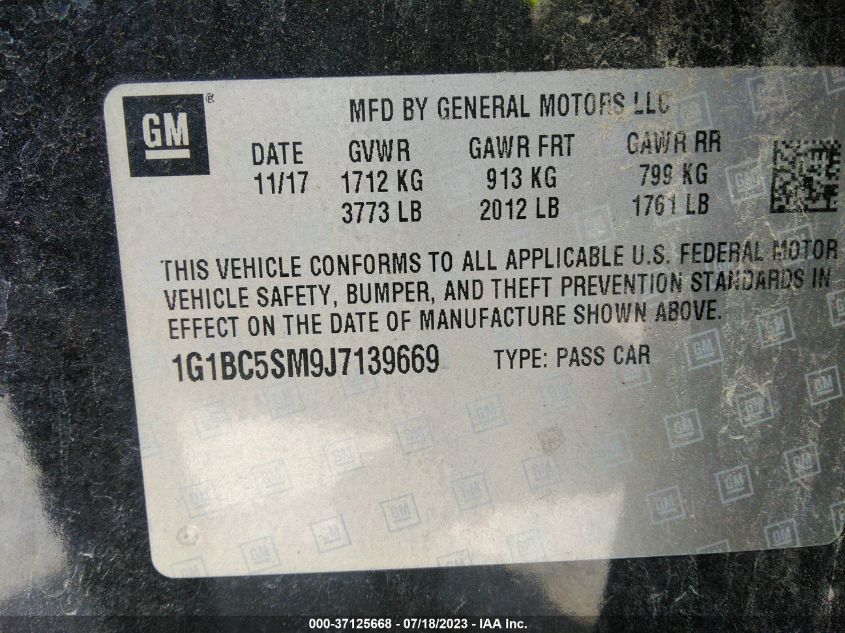 GM ®
MFD BY GENERAL MOTORS LLC
DATE GVWR GAWR FRT GAWR RR
11/17 1712 KG 913 KG 799 KG
3773 LB 2012 LB 1761 LB
THIS VEHICLE CONFORMS TO ALL APPLICABLE U.S. FEDERAL MOTOR
VEHICLE SAFETY, BUMPER, AND THEFT PREVENTION STANDARDS IN
EFFECT ON THE DATE OF MANUFACTURE SHOWN ABOVE.
1G1BC5SM9J7139669 TYPE: PASS CAR
000-37125668 - 07/18/2023 - IAA Inc.